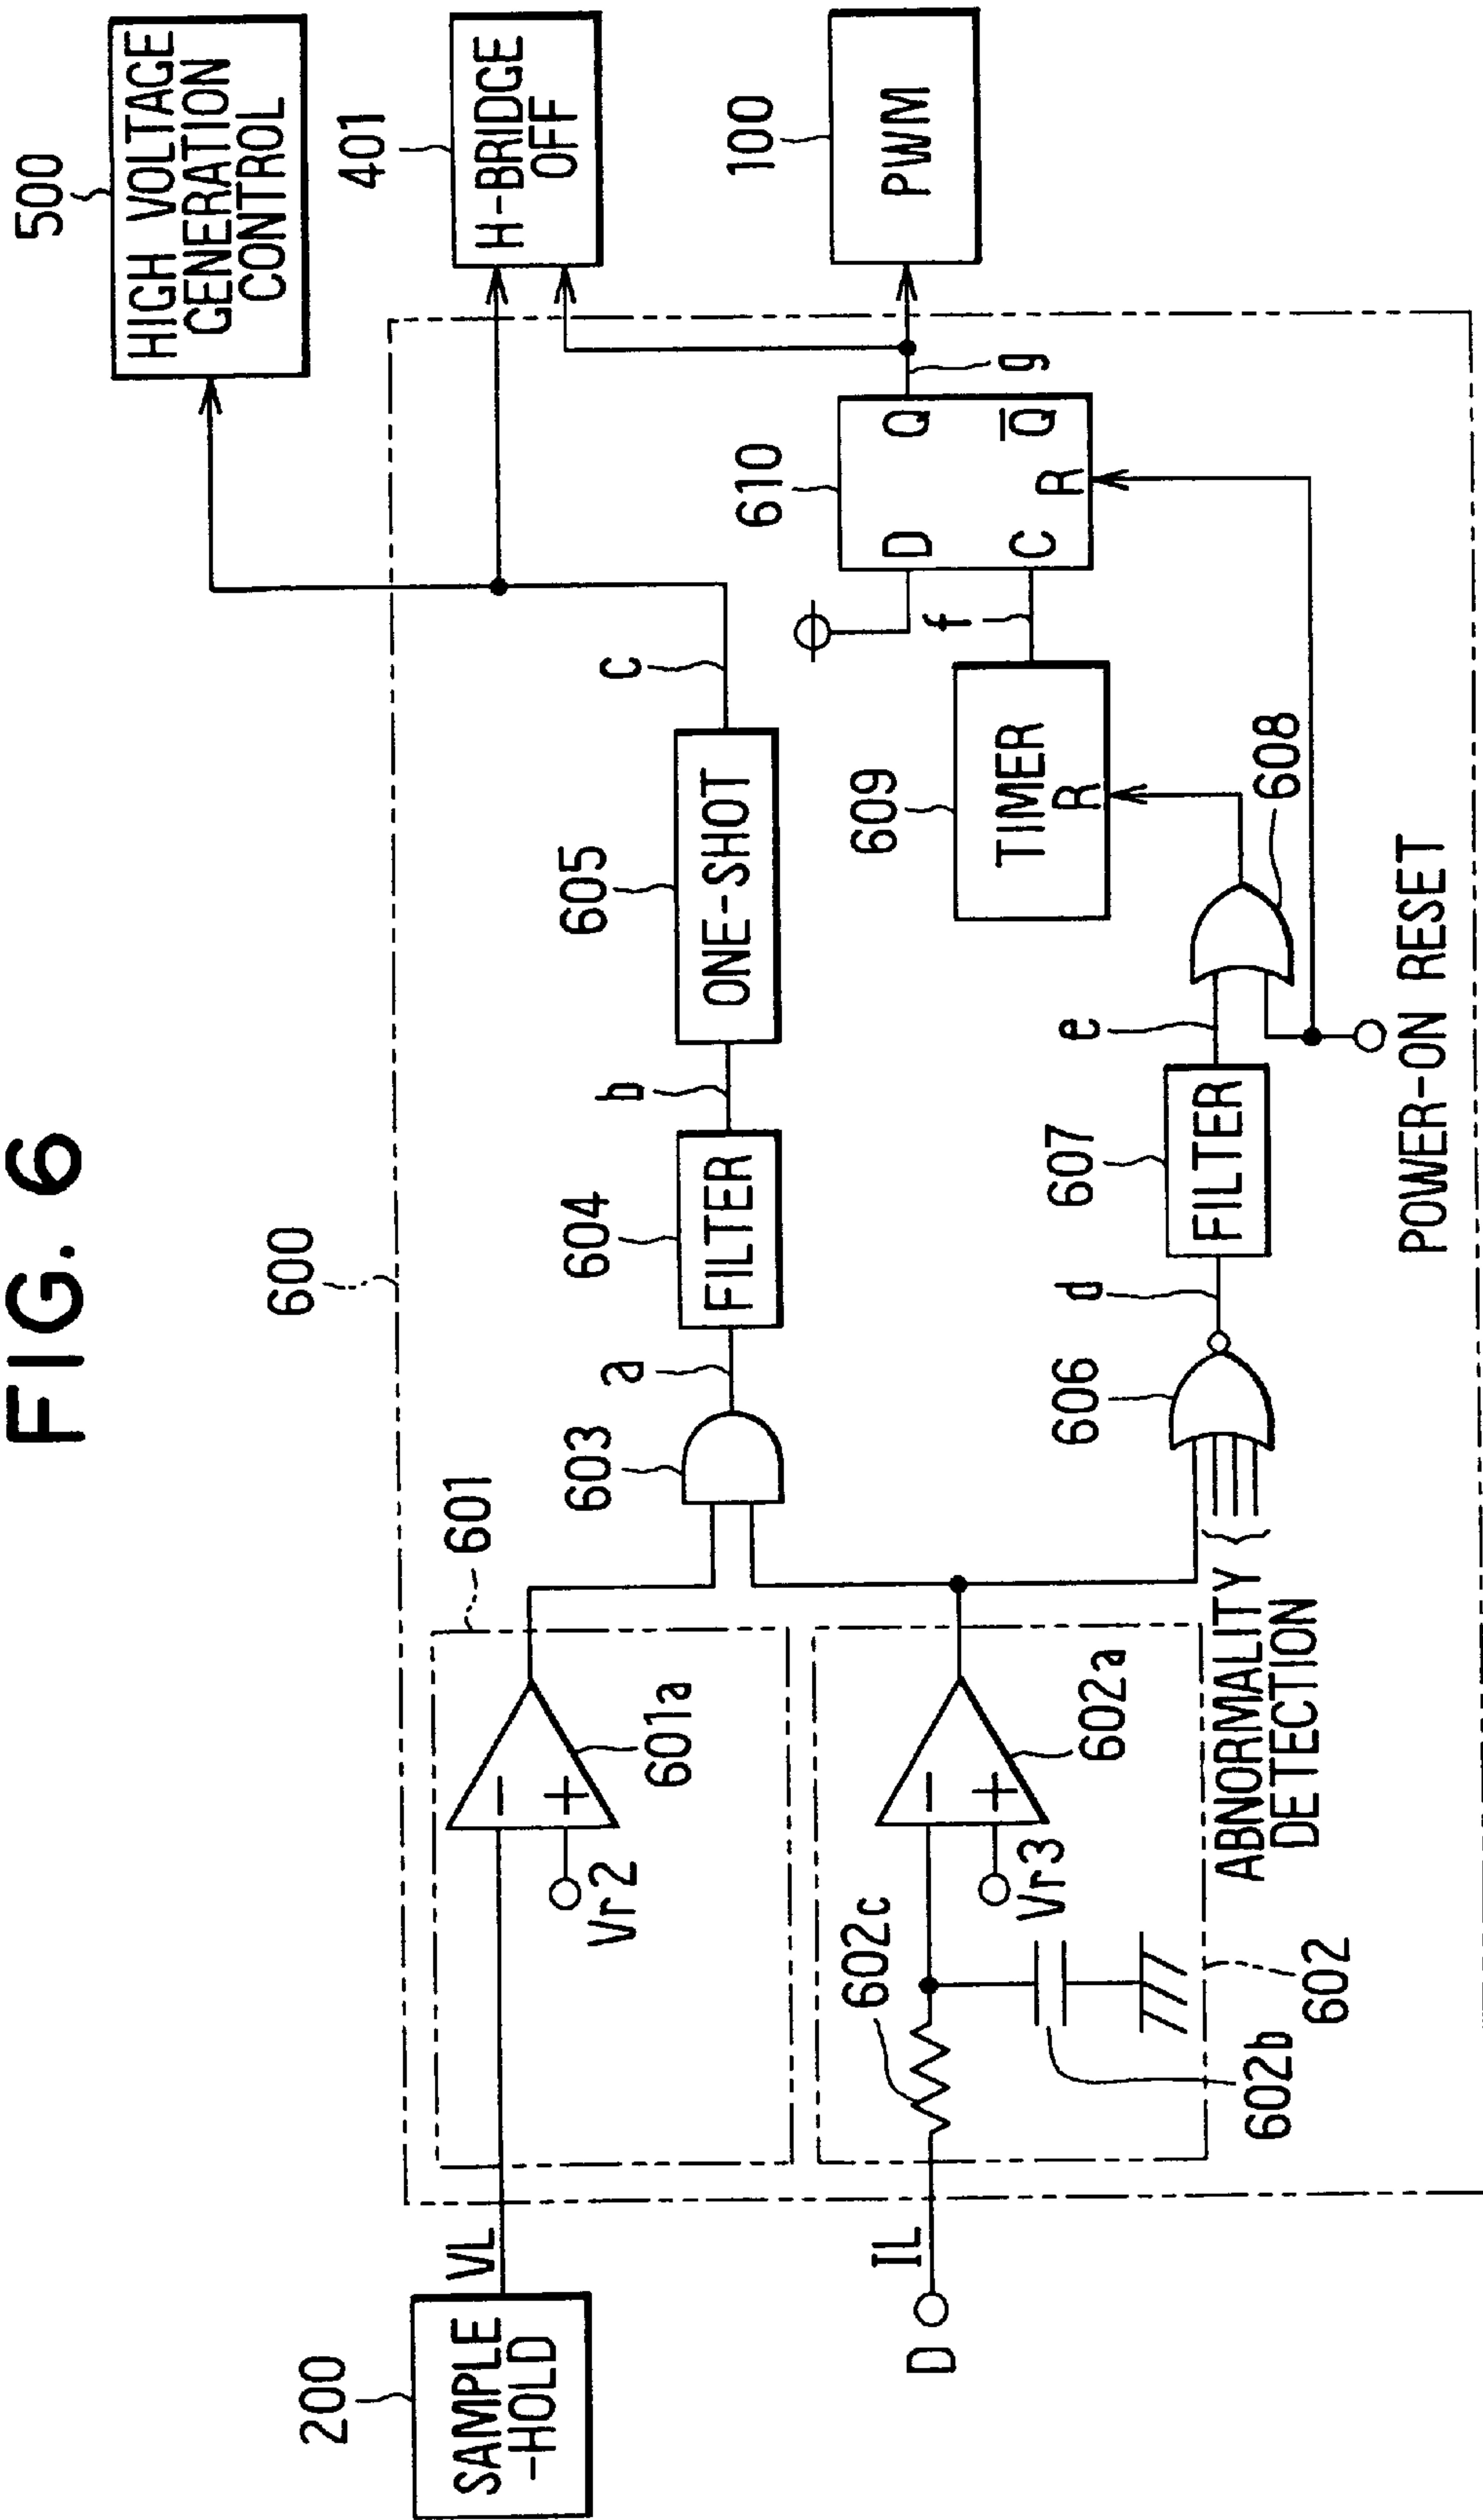 FIG. 6
600
500
HIGH VOLTAGE
GENERATION
CONTROL
401
H-BRIDGE
OFF
100
PWM
200
SAMPLE
-HOLD
VL
601
601a
Vr2
−
+
603
a
604
FILTER
b
605
ONE-SHOT
c
D
IL
602c
602b
602
602a
Vr3
−
+
ABNORMALITY
DETECTION
606
d
607
FILTER
e
608
POWER-ON RESET
609
TIMER
R
f
610
D
Q
C
R
Q̅
g